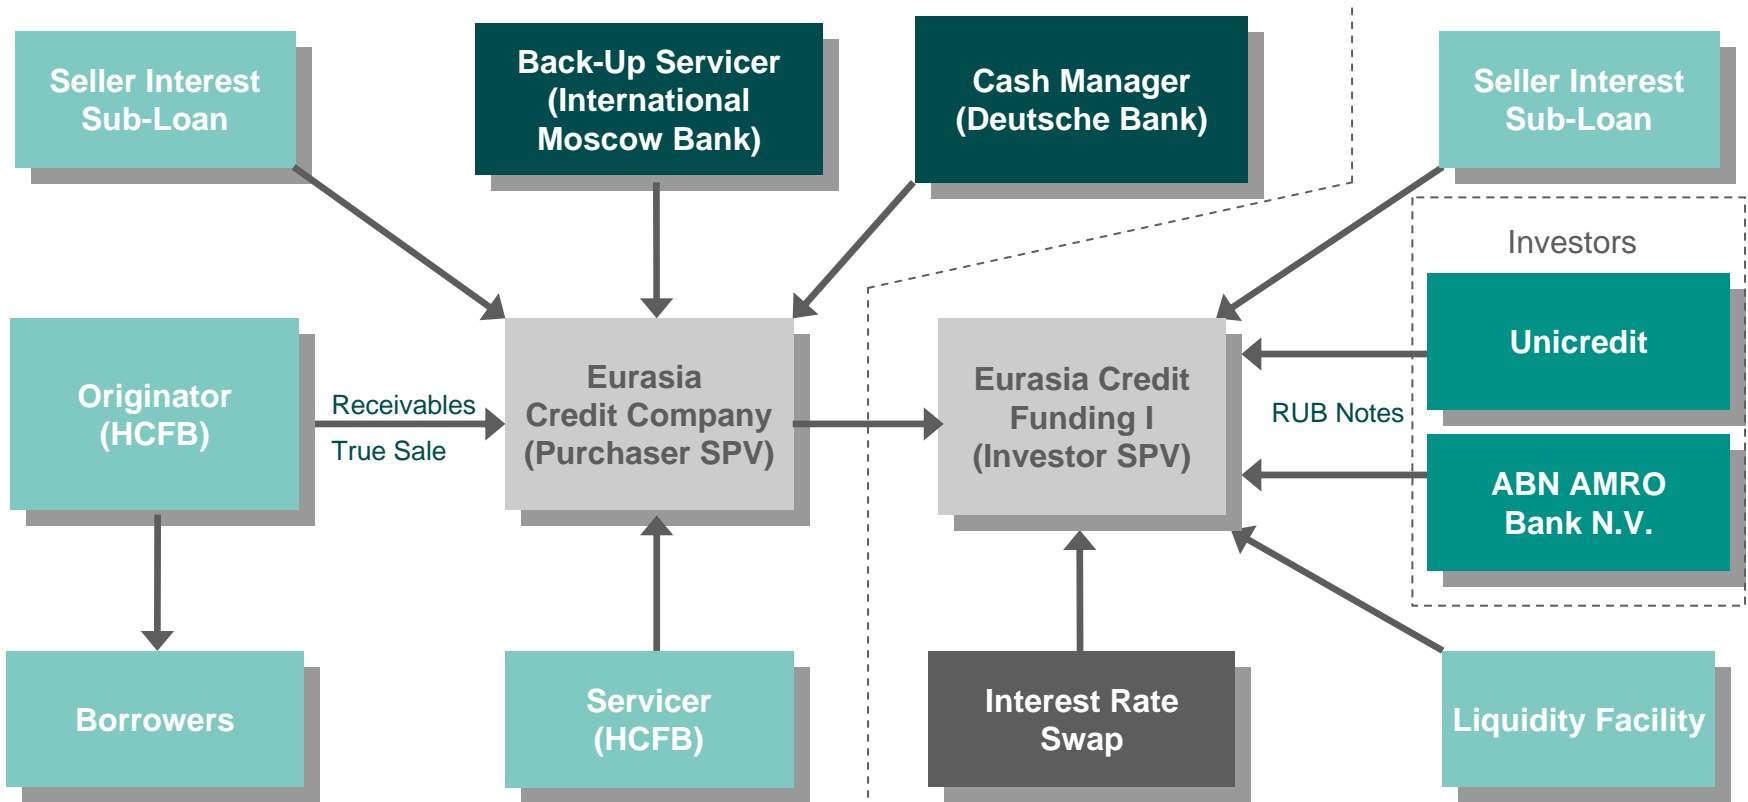 Seller Interest
Sub-Loan
Back-Up Servicer
(International
Moscow Bank)
Cash Manager
(Deutsche Bank)
Seller Interest
Sub-Loan
Investors
Unicredit
Originator
(HCFB)
Receivables
True Sale
Eurasia
Credit Company
(Purchaser SPV)
Eurasia Credit
Funding I
(Investor SPV)
RUB Notes
ABN AMRO
Bank N.V.
Borrowers
Servicer
(HCFB)
Interest Rate
Swap
Liquidity Facility